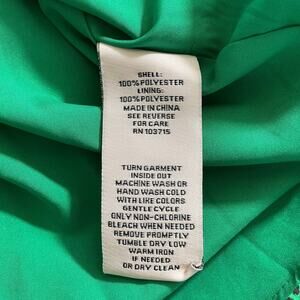 SHELL:
100% POLYESTER
LINING:
100% POLYESTER
MADE IN CHINA
SEE REVERSE
FOR CARE
RN 103715
TURN GARMENT
INSIDE OUT
MACHINE WASH OR
HAND WASH COLD
WITH LIKE COLORS
GENTLE CYCLE
ONLY NON-CHLORINE
BLEACH WHEN NEEDED
REMOVE PROMPTLY
TUMBLE DRY LOW
WARM IRON
IF NEEDED
OR DRY CLEAN